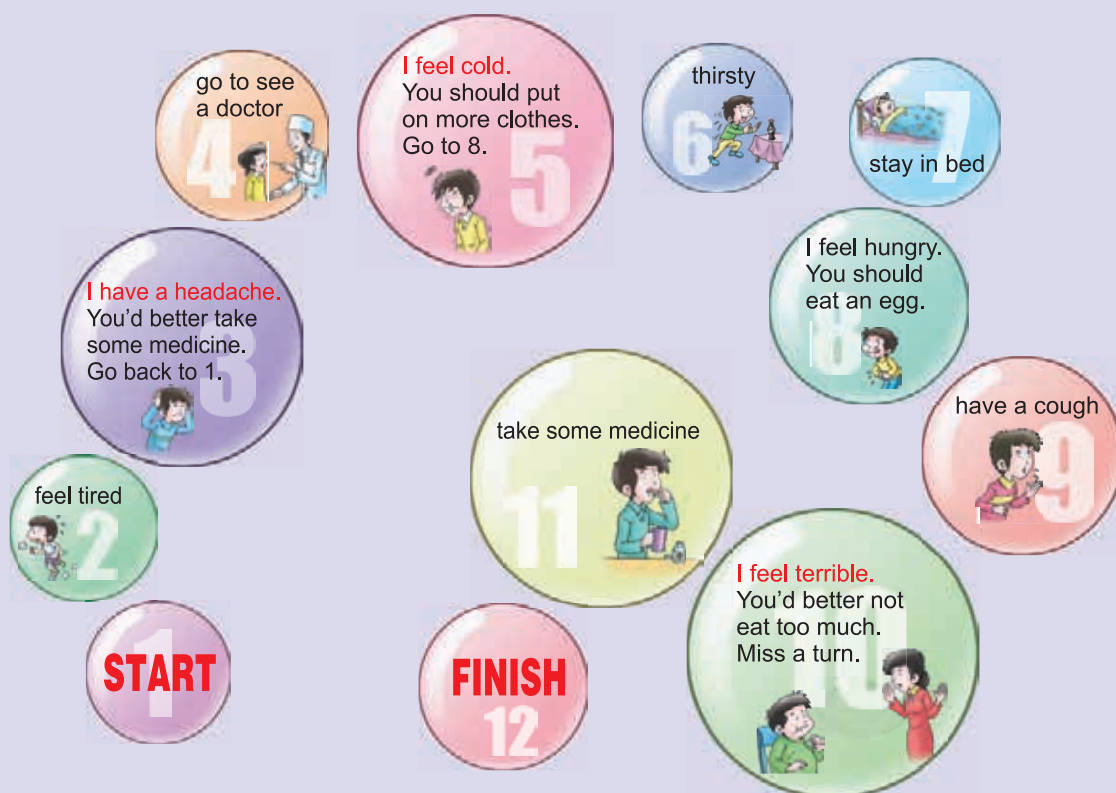 START
1
feel tired
2
I have a headache.
You'd better take
some medicine.
Go back to 1.
3
go to see
a doctor
4
I feel cold.
You should put
on more clothes.
Go to 8.
5
thirsty
6
stay in bed
7
I feel hungry.
You should
eat an egg.
8
have a cough
9
I feel terrible.
You'd better not
eat too much.
Miss a turn.
10
take some medicine
11
FINISH
12